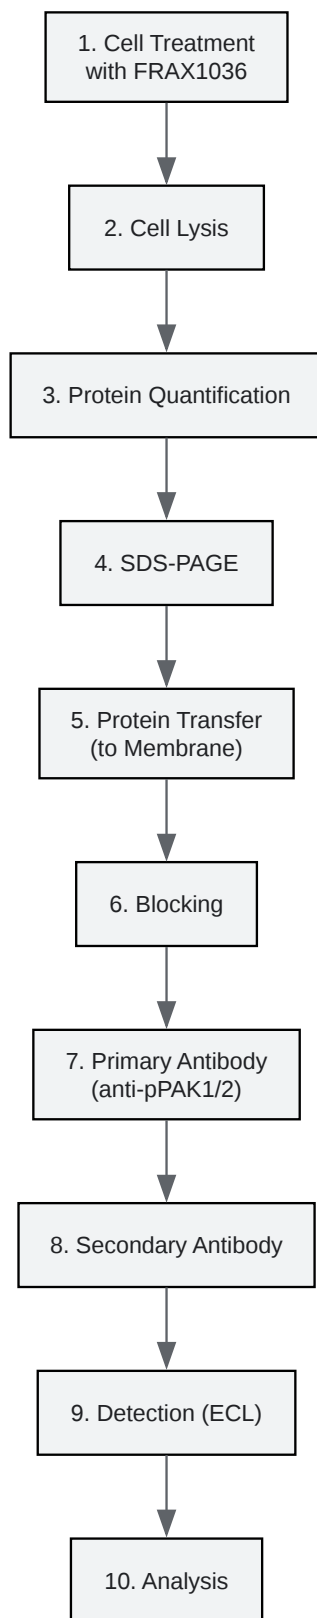 1. Cell Treatment
with FRAX1036
2. Cell Lysis
3. Protein Quantification
4. SDS-PAGE
5. Protein Transfer
(to Membrane)
6. Blocking
7. Primary Antibody
(anti-pPAK1/2)
8. Secondary Antibody
9. Detection (ECL)
10. Analysis